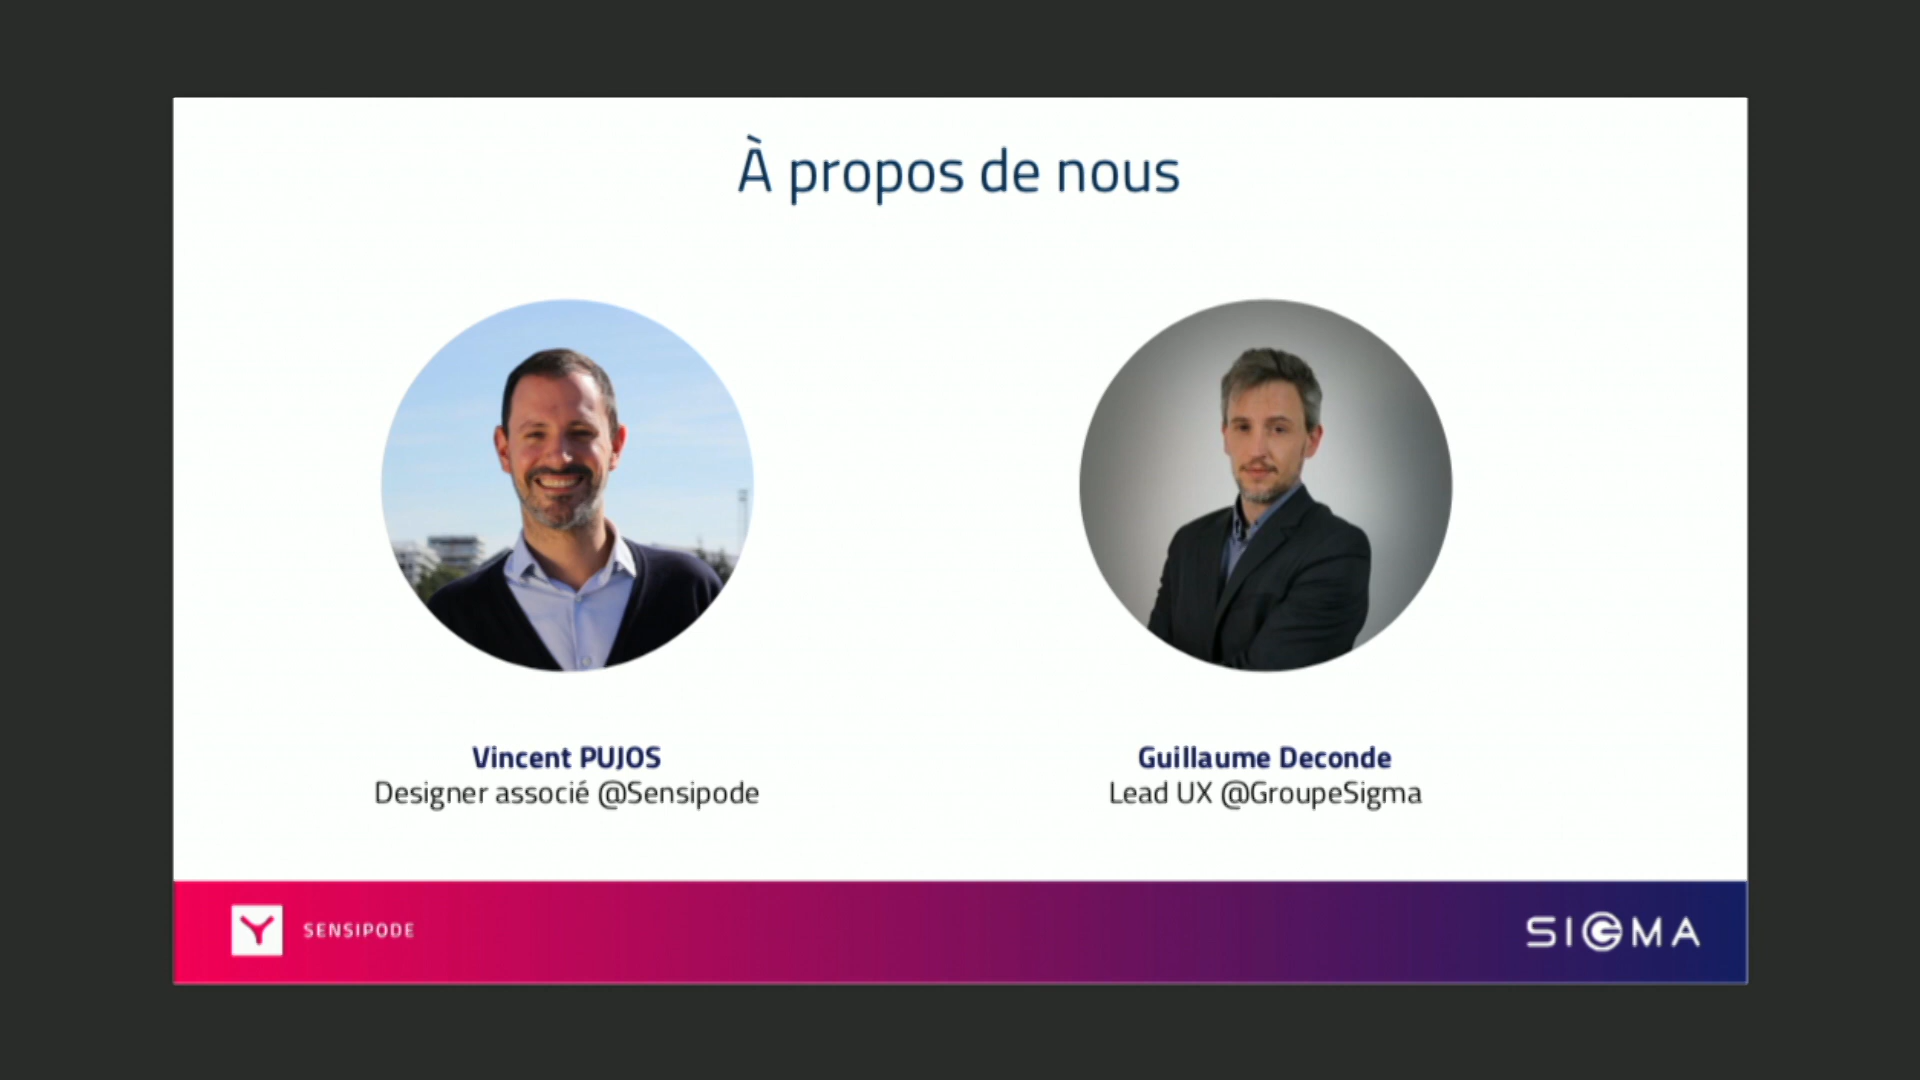 À propos de nous
Vincent PUJOS
Designer associé @Sensipode
Guillaume Deconde
Lead UX @GroupeSigma
SENSIPODE
SIGMA